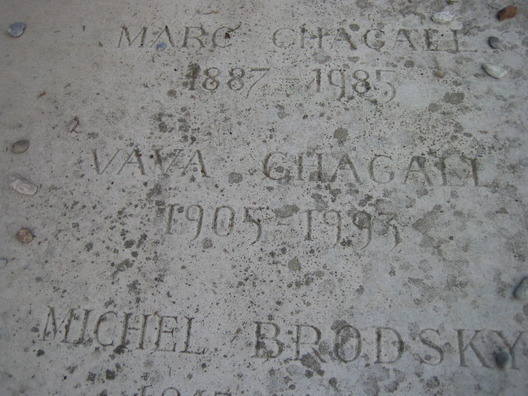 MARC CHAGALL
1887-1985
VAVA CHAGALL
1905-1993
MICHEL BRODSKY